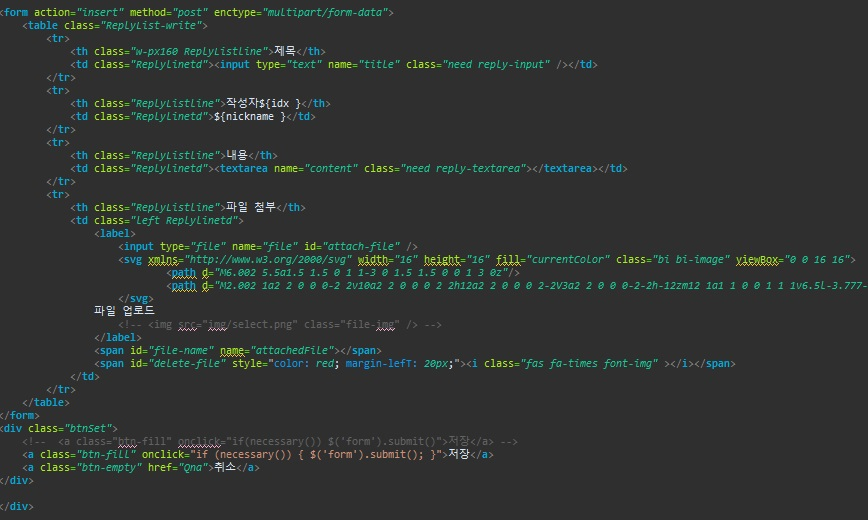 <form action="insert" method="post" enctype="multipart/form-data">
<table class="ReplyList-write">
<tr>
<th class="w-px160 ReplyListline">제목</th>
<td class="Replylinetd"><input type="text" name="title" class="need reply-input" /></td>
</tr>
<tr>
<th class="ReplyListline">작성자${idx }</th>
<td class="Replylinetd">${nickname }</td>
</tr>
<tr>
<th class="ReplyListline">내용</th>
<td class="Replylinetd"><textarea name="content" class="need reply-textarea"></textarea></td>
</tr>
<tr>
<th class="ReplyListline">파일 첨부</th>
<td class="left Replylinetd">
<label>
<input type="file" name="file" id="attach-file" />
<svg xmlns="http://www.w3.org/2000/svg" width="16" height="16" fill="currentColor" class="bi bi-image" viewBox="0 0 16 16">
<path d="M6.002 5.5a1.5 1.5 0 1 1-3 0 1.5 1.5 0 0 1 3 0z"/>
<path d="M2.002 1a2 2 0 0 0-2 2v10a2 2 0 0 0 2 2h12a2 2 0 0 0 2-2V3a2 2 0 0 0-2-2h-12zm12 1a1 1 0 0 1 1 1v6.5l-3.777-
</svg>
파일 업로드
<!-- <img src="img/select.png" class="file-img" /> -->
</label>
<span id="file-name" name="attachedFile"></span>
<span id="delete-file" style="color: red; margin-lefT: 20px;"><i class="fas fa-times font-img" ></i></span>
</td>
</tr>
</table>
</form>
<div class="btnSet">
<!--  <a class="btn-fill" onclick="if(necessary()) $('form').submit()">저장</a> -->
<a class="btn-fill" onclick="if (necessary()) { $('form').submit(); }">저장</a>
<a class="btn-empty" href="Qna">취소</a>
</div>
</div>